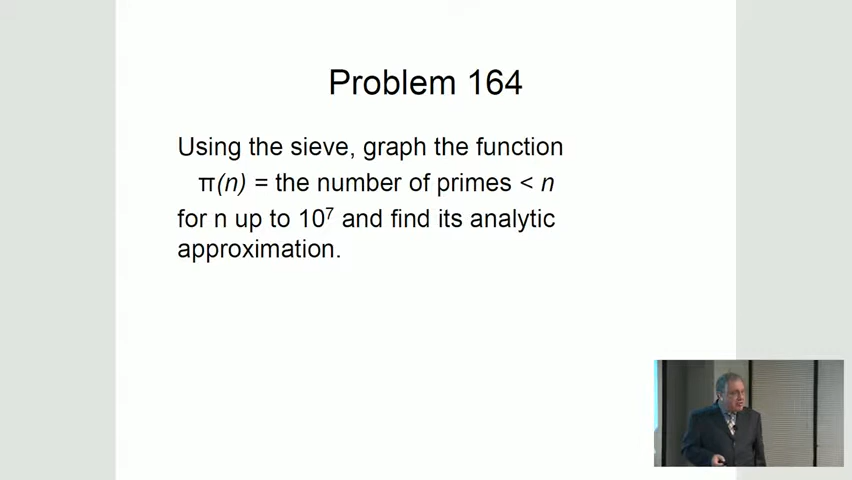 Problem 164
Using the sieve, graph the function
π(n) = the number of primes < n
for n up to 10⁷ and find its analytic
approximation.